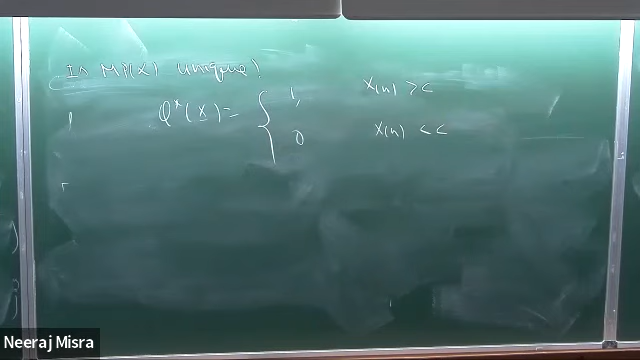 Is MP(α) unique?
Q*(x) = { 1, X(n) > c
0 X(n) < c
Neeraj Misra